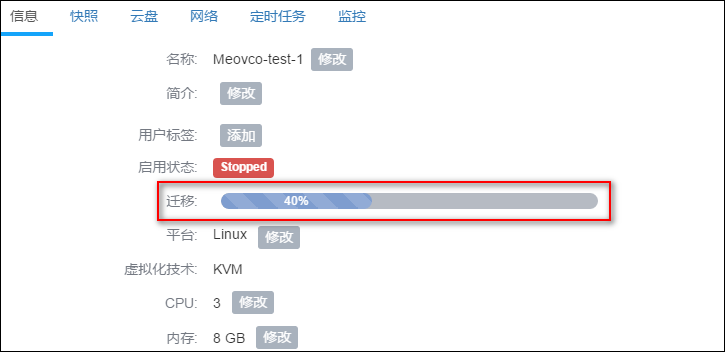 信息 快照 云盘 网络 定时任务 监控
名称: Meovco-test-1 修改
简介: 修改
用户标签: 添加
启用状态: Stopped
迁移: 40%
平台: Linux 修改
虚拟化技术: KVM
CPU: 3 修改
内存: 8 GB 修改